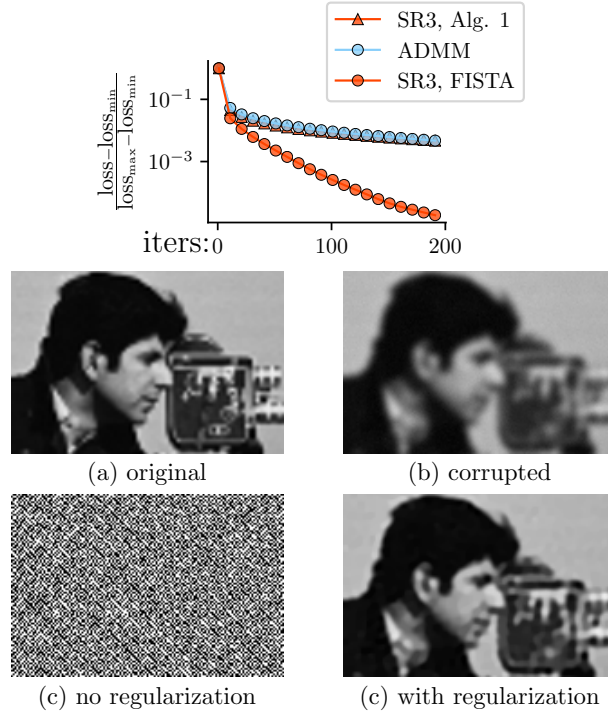 SR3, Alg. 1
ADMM
SR3, FISTA
loss−loss_min
loss_max−loss_min
10^−1
10^−3
iters:
0 100 200
(a) original
(b) corrupted
(c) no regularization
(c) with regularization